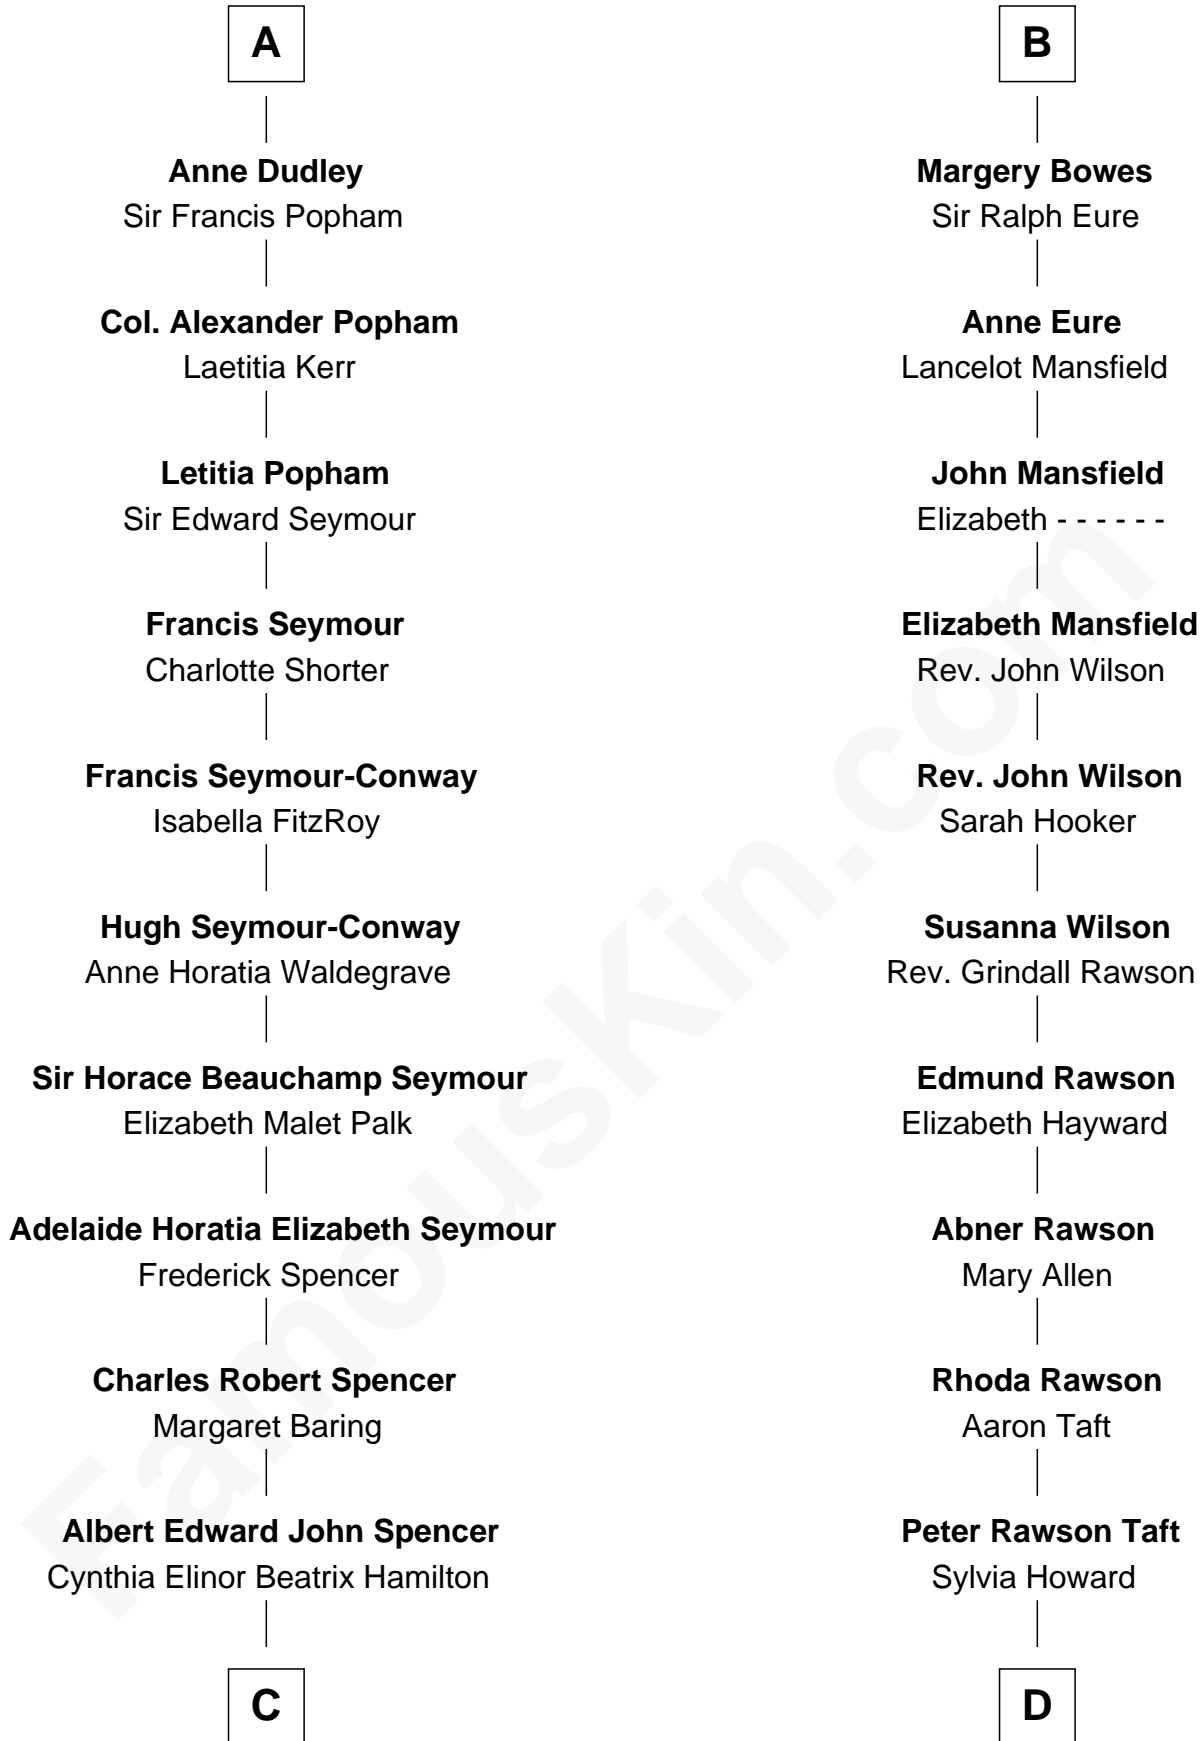 A
Anne Dudley
Sir Francis Popham
Col. Alexander Popham
Laetitia Kerr
Letitia Popham
Sir Edward Seymour
Francis Seymour
Charlotte Shorter
Francis Seymour-Conway
Isabella FitzRoy
Hugh Seymour-Conway
Anne Horatia Waldegrave
Sir Horace Beauchamp Seymour
Elizabeth Malet Palk
Adelaide Horatia Elizabeth Seymour
Frederick Spencer
Charles Robert Spencer
Margaret Baring
Albert Edward John Spencer
Cynthia Elinor Beatrix Hamilton
C
B
Margery Bowes
Sir Ralph Eure
Anne Eure
Lancelot Mansfield
John Mansfield
Elizabeth - - - - - -
Elizabeth Mansfield
Rev. John Wilson
Rev. John Wilson
Sarah Hooker
Susanna Wilson
Rev. Grindall Rawson
Edmund Rawson
Elizabeth Hayward
Abner Rawson
Mary Allen
Rhoda Rawson
Aaron Taft
Peter Rawson Taft
Sylvia Howard
D
FamousKin.com